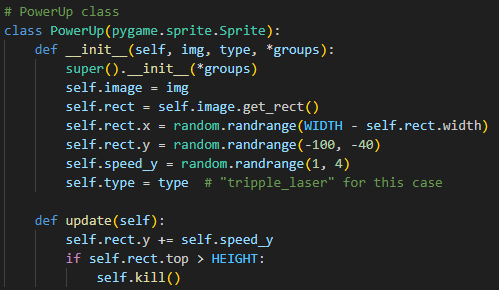 # PowerUp class
class PowerUp(pygame.sprite.Sprite):
    def __init__(self, img, type, *groups):
        super().__init__(*groups)
        self.image = img
        self.rect = self.image.get_rect()
        self.rect.x = random.randrange(WIDTH - self.rect.width)
        self.rect.y = random.randrange(-100, -40)
        self.speed_y = random.randrange(1, 4)
        self.type = type  # "tripple_laser" for this case

    def update(self):
        self.rect.y += self.speed_y
        if self.rect.top > HEIGHT:
            self.kill()